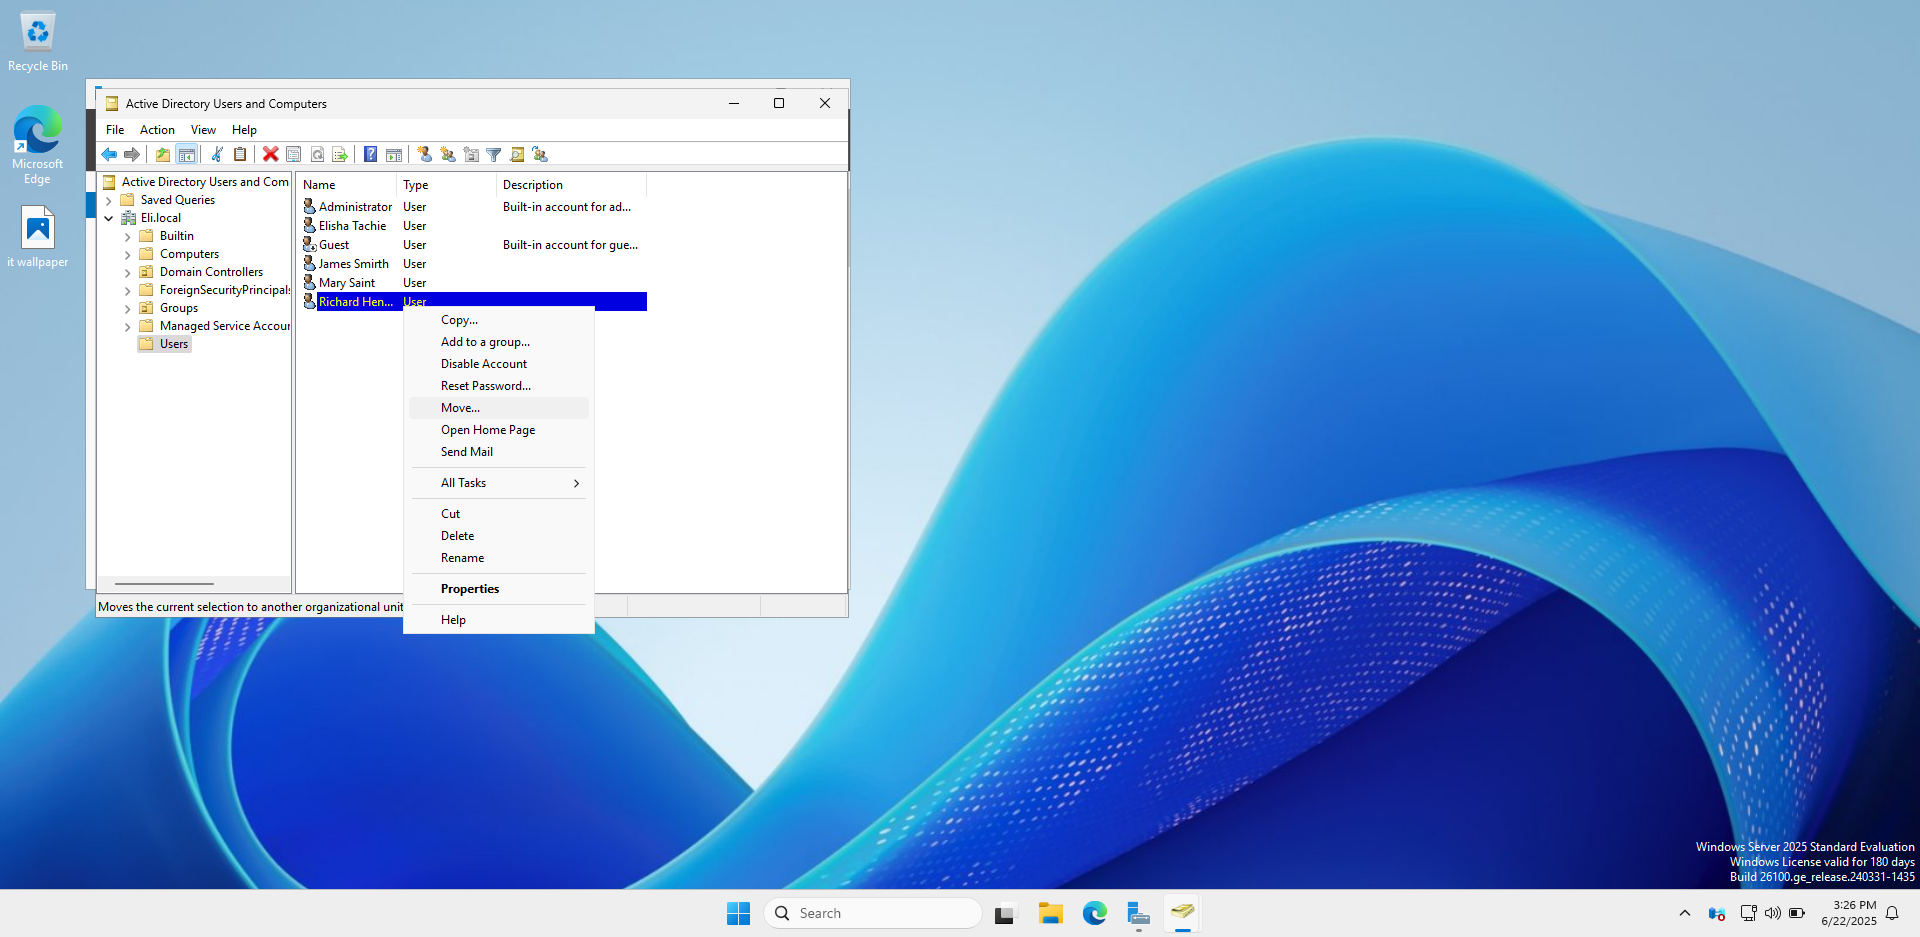 Recycle Bin
Microsoft
Edge
it wallpaper
Active Directory Users and Computers
File Action View Help
Active Directory Users and Com
Saved Queries
Eli.local
Builtin
Computers
Domain Controllers
ForeignSecurityPrincipals
Groups
Managed Service Accour
Users
Name Type Description
Administrator User Built-in account for ad...
Elisha Tachie User
Guest User Built-in account for gue...
James Smirth User
Mary Saint User
Richard Hen... User
Copy...
Add to a group...
Disable Account
Reset Password...
Move...
Open Home Page
Send Mail
All Tasks
Cut
Delete
Rename
Properties
Help
Moves the current selection to another organizational unit
Windows Server 2025 Standard Evaluation
Windows License valid for 180 days
Build 26100.ge_release.240331-1435
Search
3:26 PM
6/22/2025